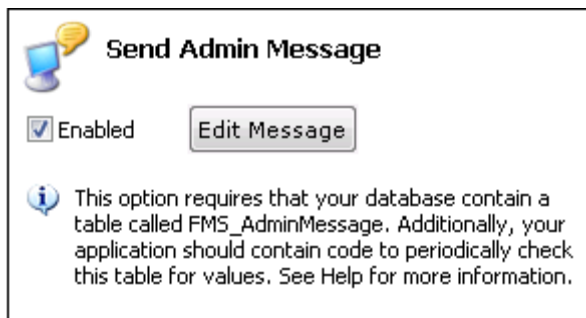 Send Admin Message
Enabled
Edit Message
This option requires that your database contain a
table called FMS_AdminMessage. Additionally, your
application should contain code to periodically check
this table for values. See Help for more information.